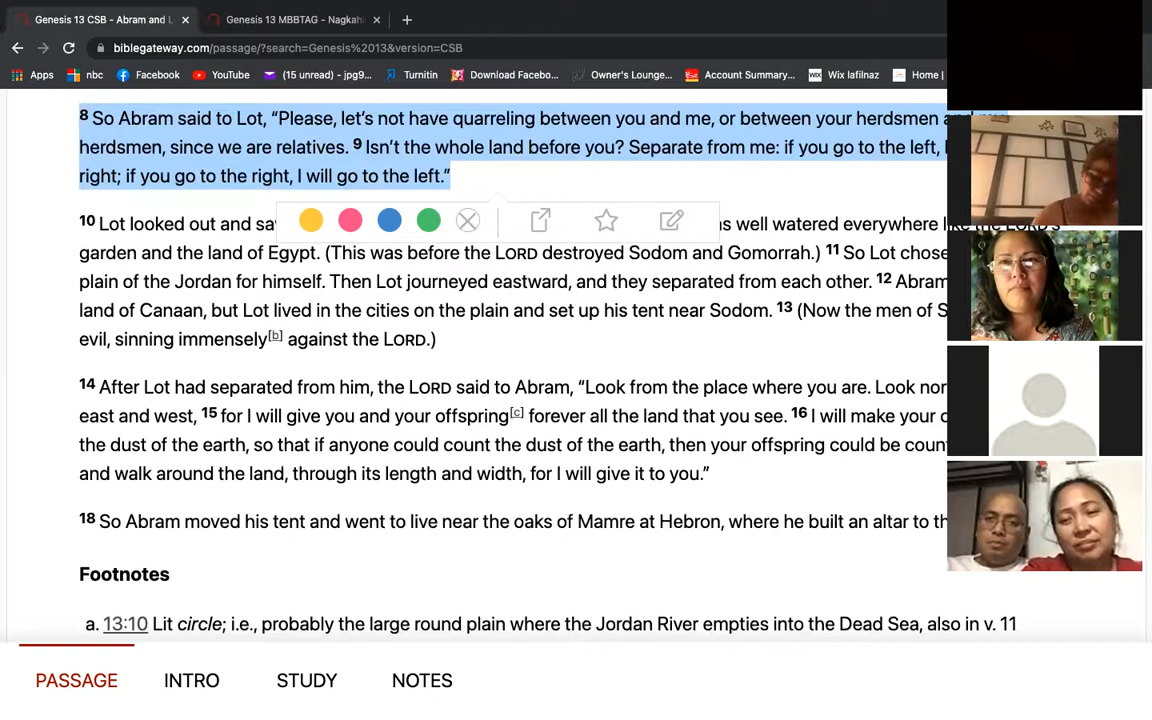 Genesis 13 CSB - Abram and L
Genesis 13 MBBTAG - Nagkahi
biblegateway.com/passage/?search=Genesis%2013&version=CSB
Apps nbc Facebook YouTube (15 unread) - jpg9... Turnitin Download Facebo... Owner's Lounge... Account Summary... WIX Wix lafilnaz Home |
8 So Abram said to Lot, “Please, let’s not have quarreling between you and me, or between your herdsmen
herdsmen, since we are relatives. 9 Isn’t the whole land before you? Separate from me: if you go to the left,
right; if you go to the right, I will go to the left.”
10 Lot looked out and well watered everywhere like the LORD’s
garden and the land of Egypt. (This was before the LORD destroyed Sodom and Gomorrah.) 11 So Lot chose
plain of the Jordan for himself. Then Lot journeyed eastward, and they separated from each other. 12 Abram
land of Canaan, but Lot lived in the cities on the plain and set up his tent near Sodom. 13 (Now the men of S
evil, sinning immensely[b] against the LORD.)
14 After Lot had separated from him, the LORD said to Abram, “Look from the place where you are. Look nor
east and west, 15 for I will give you and your offspring[c] forever all the land that you see. 16 I will make your
the dust of the earth, so that if anyone could count the dust of the earth, then your offspring could be coun
and walk around the land, through its length and width, for I will give it to you.”
18 So Abram moved his tent and went to live near the oaks of Mamre at Hebron, where he built an altar to th
Footnotes
a. 13:10 Lit circle; i.e., probably the large round plain where the Jordan River empties into the Dead Sea, also in v. 11
PASSAGE INTRO STUDY NOTES